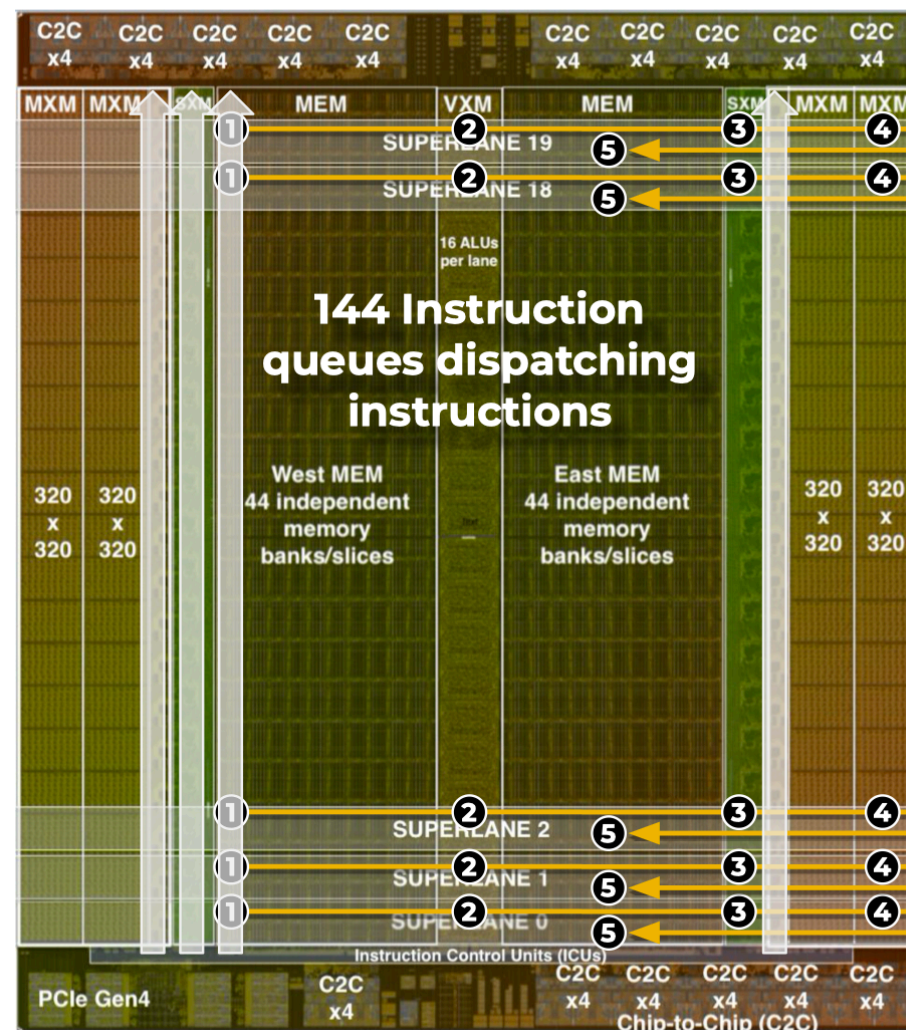 C2C C2C C2C C2C C2C C2C C2C C2C C2C C2C
x4 x4 x4 x4 x4 x4 x4 x4 x4 x4
MXM MXM SXM MEM VXM MEM SXM MXM MXM
1 2 3 4
SUPERLANE 19
5
1 2 3 4
SUPERLANE 18
5
16 ALUs
per lane
144 Instruction
queues dispatching
instructions
West MEM
44 independent
memory
banks/slices
East MEM
44 independent
memory
banks/slices
320 320 320 320
x x x x
320 320 320 320
1 2 3 4
SUPERLANE 2
5
1 2 3 4
SUPERLANE 1
5
1 2 3 4
SUPERLANE 0
5
Instruction Control Units (ICUs)
PCIe Gen4
C2C C2C C2C C2C C2C C2C
x4 x4 x4 x4 x4 x4
Chip-to-Chip (C2C)